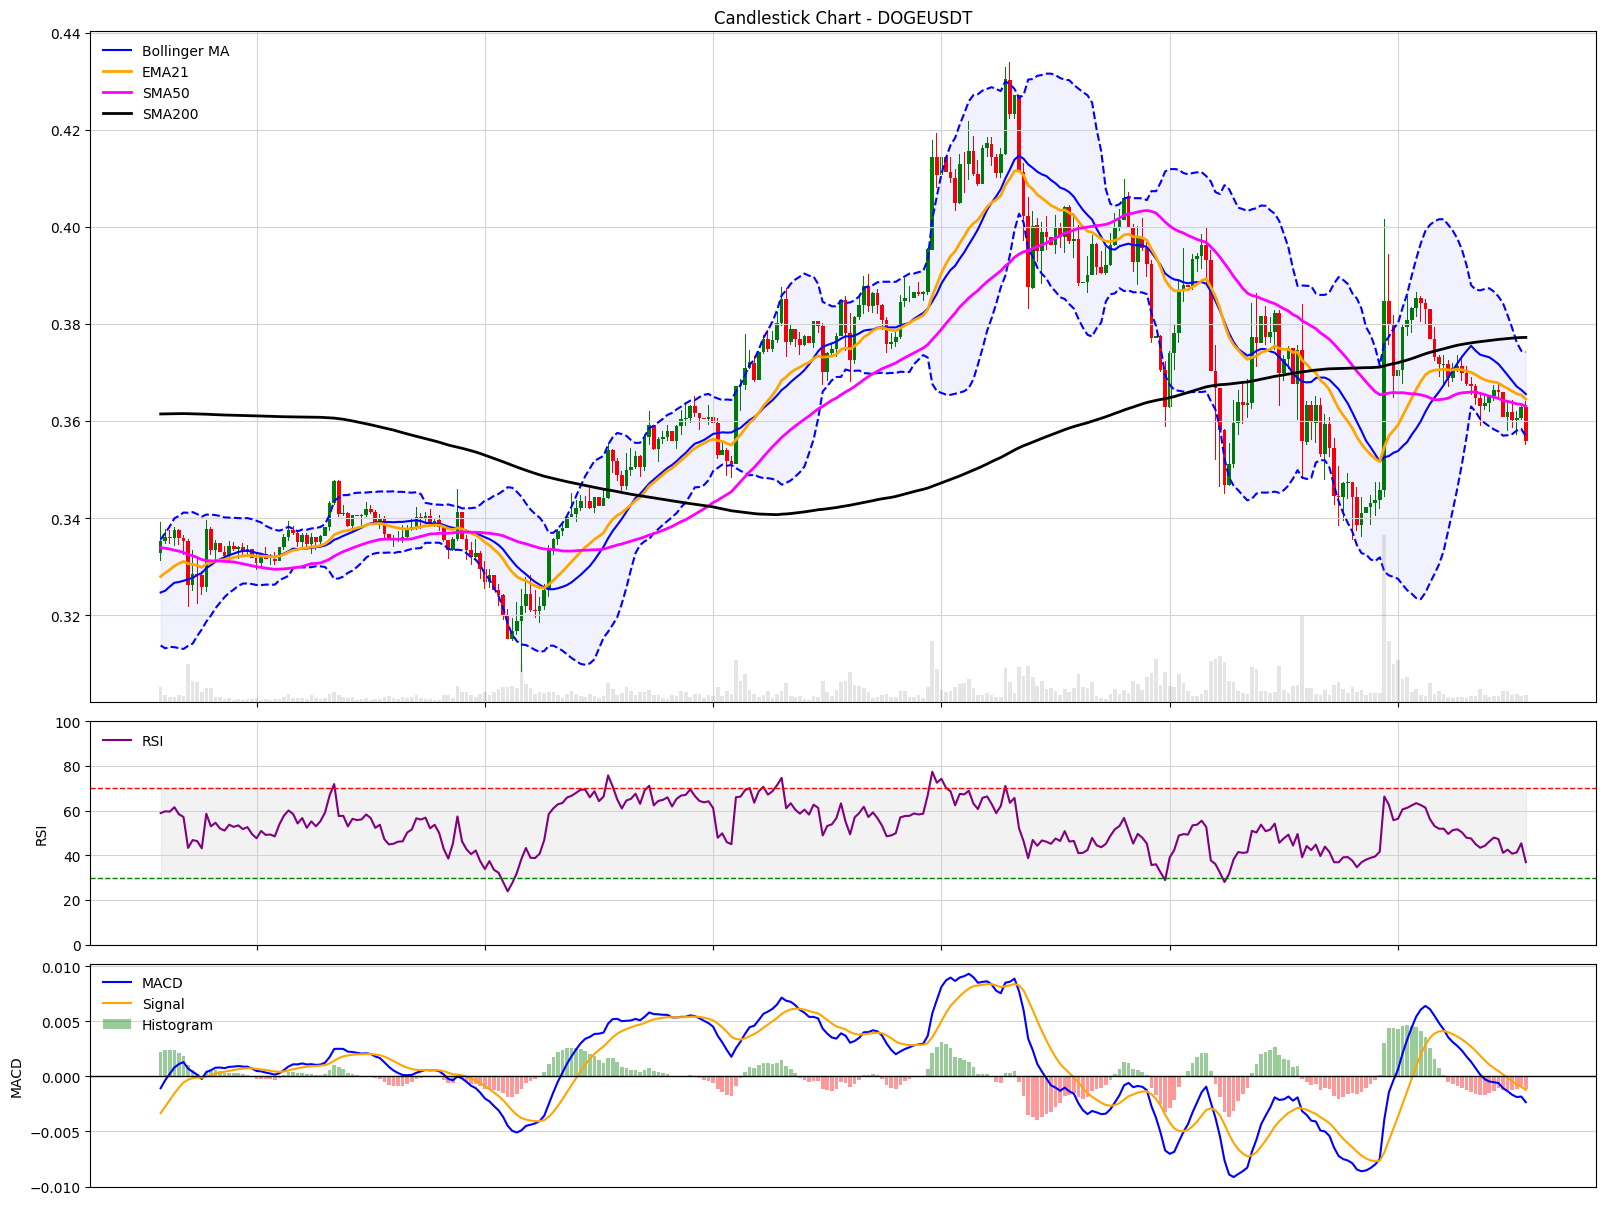 Candlestick Chart - DOGEUSDT
Bollinger MA
EMA21
SMA50
SMA200
0.44
0.42
0.40
0.38
0.36
0.34
0.32
RSI
100
80
60
40
20
0
RSI
MACD
Signal
Histogram
0.010
0.005
0.000
−0.005
−0.010
MACD